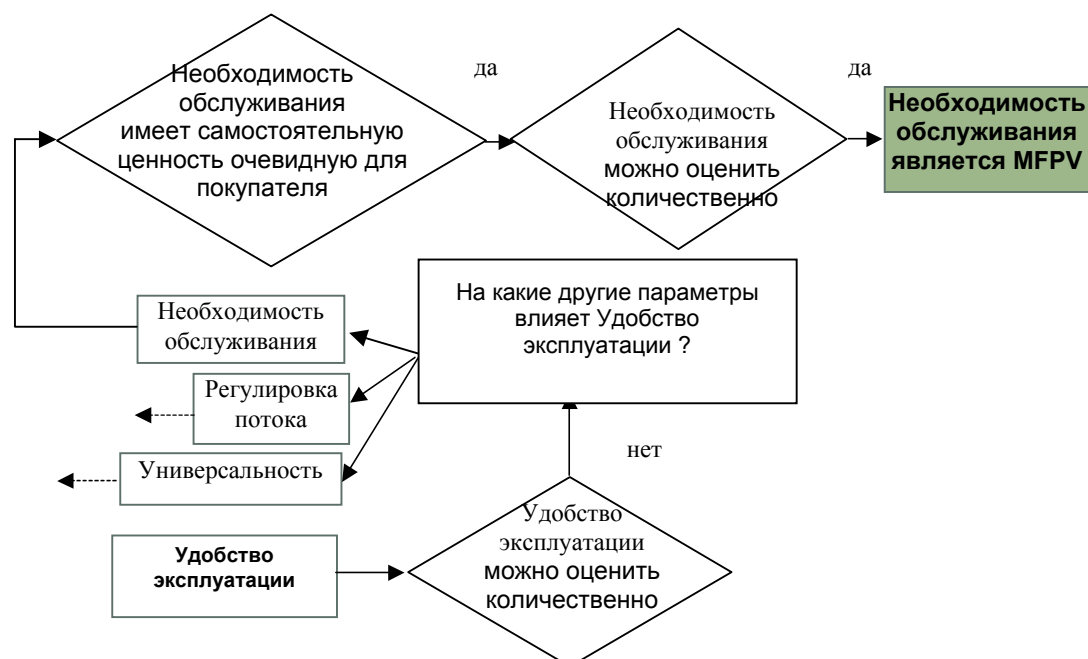 Необходимость
обслуживания
имеет самостоятельную
ценность очевидную для
покупателя
да
Необходимость
обслуживания
можно оценить
количественно
да
Необходимость
обслуживания
является MFPV
На какие другие параметры
влияет Удобство
эксплуатации ?
Необходимость
обслуживания
Регулировка
потока
Универсальность
нет
Удобство
эксплуатации
Удобство
эксплуатации
можно оценить
количественно